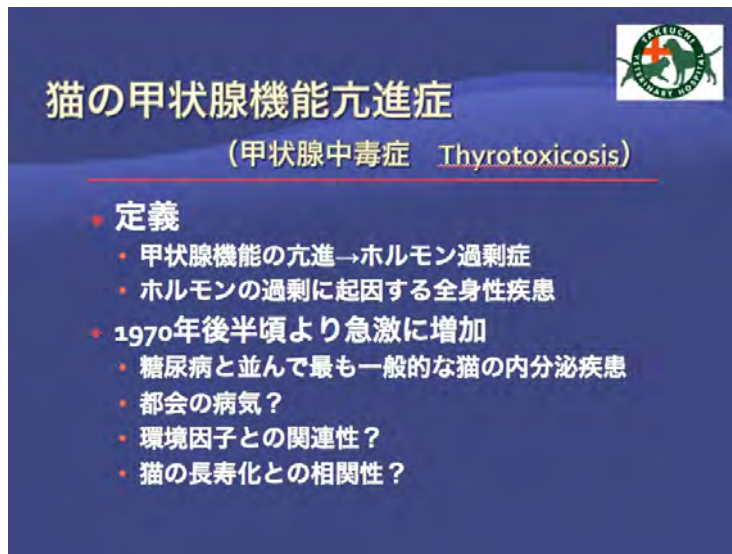 TAKEUCHI
VETERINARY HOSPITAL
猫の甲状腺機能亢進症
（甲状腺中毒症　Thyrotoxicosis）
定義
甲状腺機能の亢進→ホルモン過剰症
ホルモンの過剰に起因する全身性疾患
1970年後半頃より急激に増加
糖尿病と並んで最も一般的な猫の内分泌疾患
都会の病気？
環境因子との関連性？
猫の長寿化との相関性？